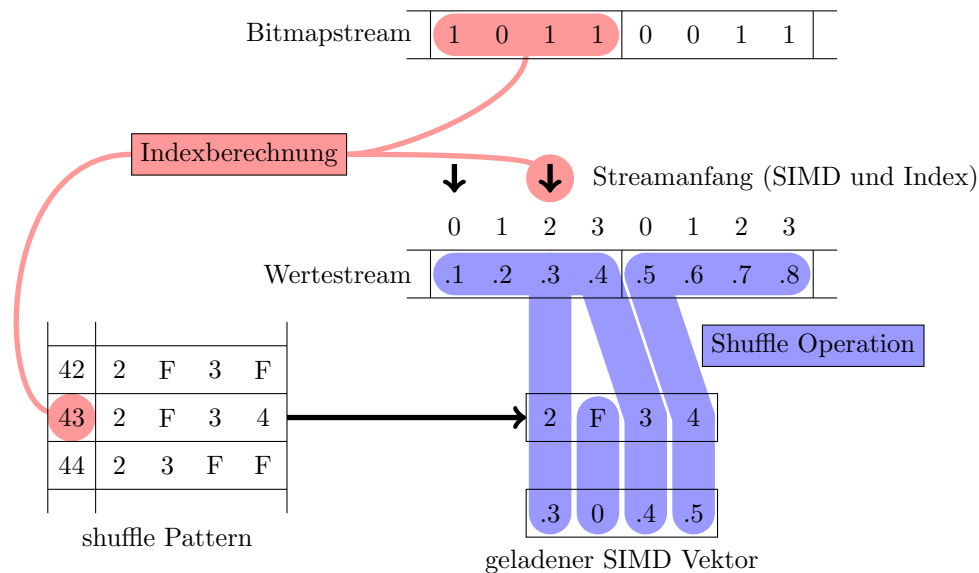 Bitmapstream 1 0 1 1 0 0 1 1
Indexberechnung
Streamanfang (SIMD und Index)
0 1 2 3 0 1 2 3
Wertestream .1 .2 .3 .4 .5 .6 .7 .8
Shuffle Operation
42 2 F 3 F
43 2 F 3 4
2 F 3 4
44 2 3 F F
.3 0 .4 .5
shuffle Pattern
geladener SIMD Vektor